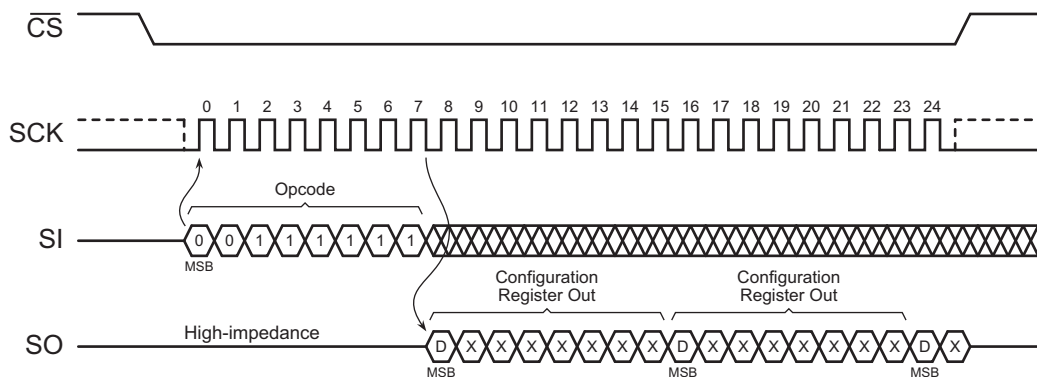 CS
0 1 2 3 4 5 6 7 8 9 10 11 12 13 14 15 16 17 18 19 20 21 22 23 24
SCK
Opcode
SI 0 0 1 1 1 1 1 1
MSB
Configuration Register Out
Configuration Register Out
High-impedance
SO D X X X X X X X D X X X X X X X D X
MSB MSB MSB